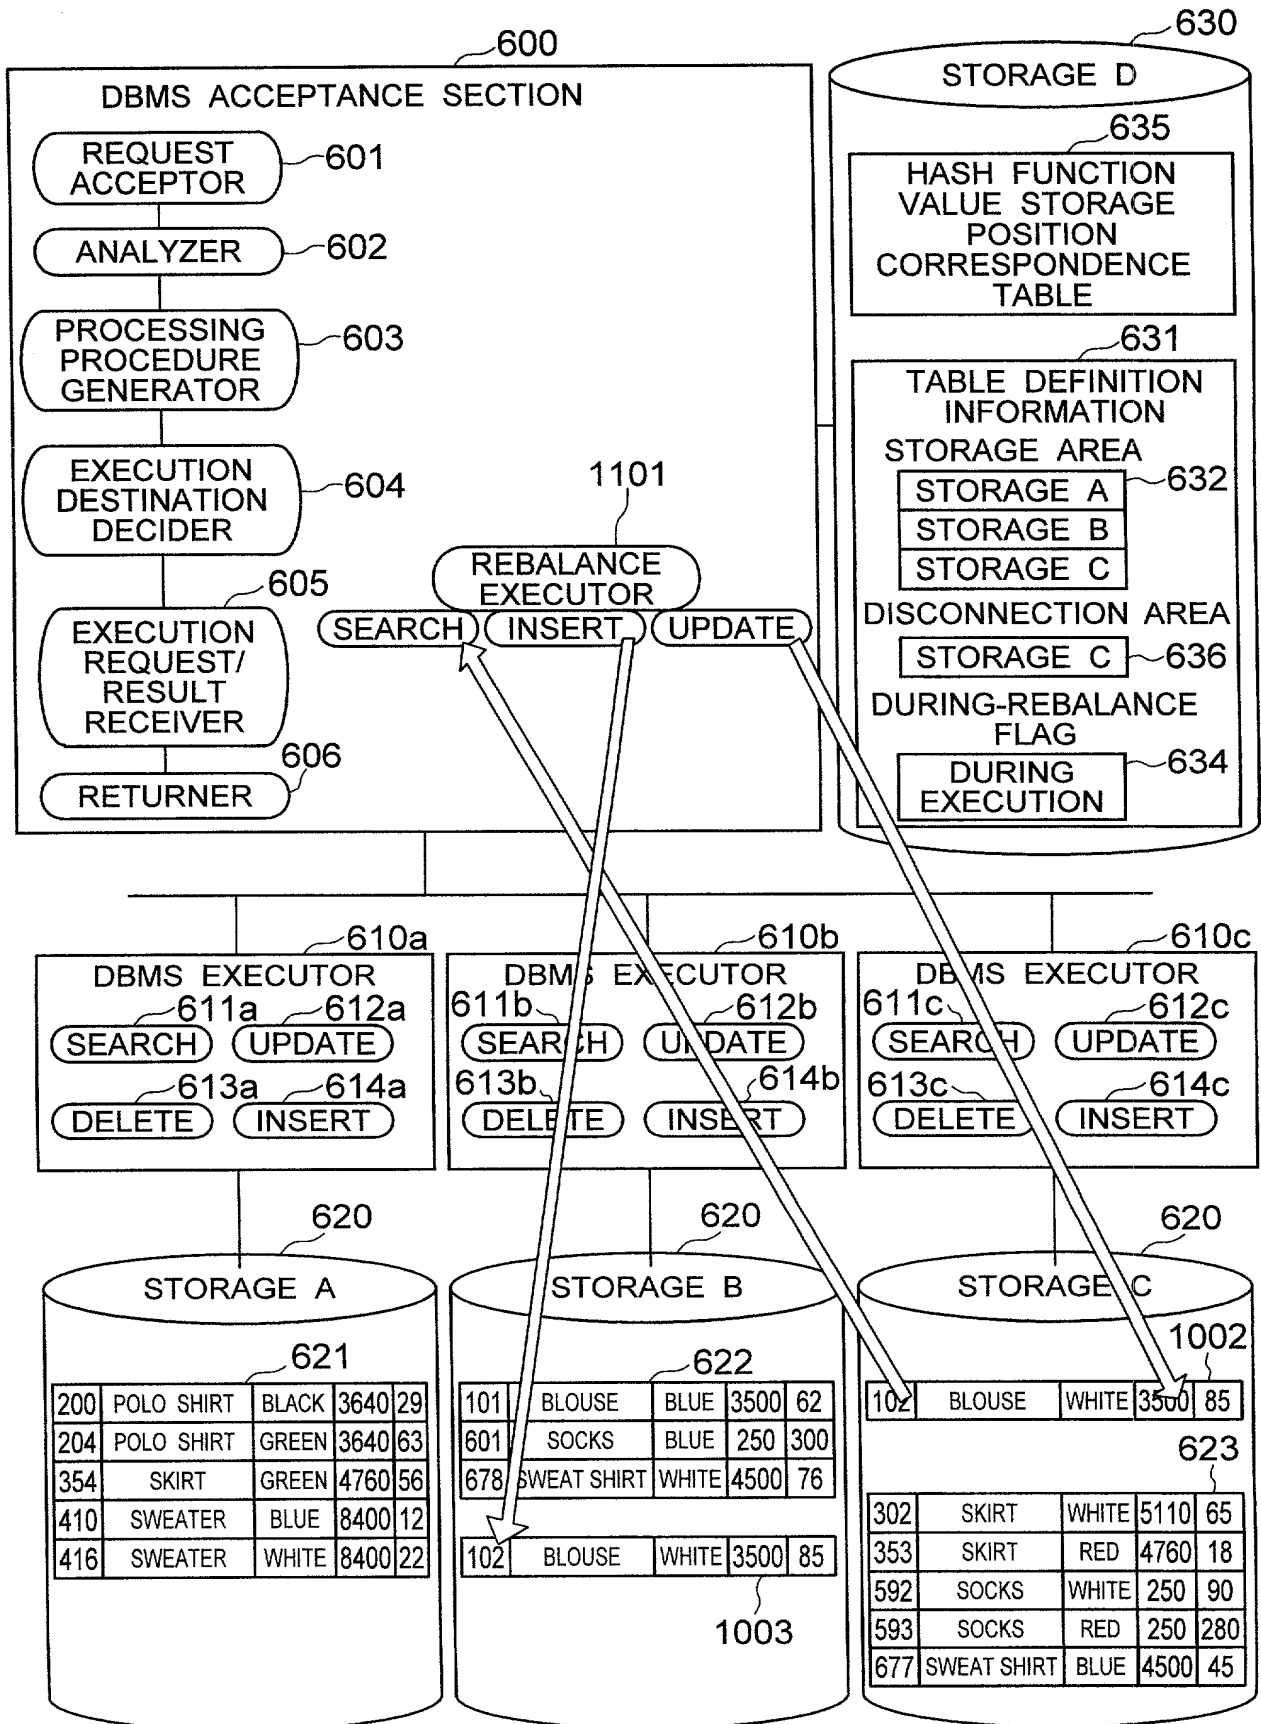 600
DBMS ACCEPTANCE SECTION
REQUEST
ACCEPTOR
601
ANALYZER
602
PROCESSING
PROCEDURE
GENERATOR
603
EXECUTION
DESTINATION
DECIDER
604
605
EXECUTION
REQUEST/
RESULT
RECEIVER
606
RETURNER
1101
REBALANCE
EXECUTOR
SEARCH INSERT UPDATE
630
STORAGE D
635
HASH FUNCTION
VALUE STORAGE
POSITION
CORRESPONDENCE
TABLE
631
TABLE DEFINITION
INFORMATION
STORAGE AREA
STORAGE A 632
STORAGE B
STORAGE C
DISCONNECTION AREA
STORAGE C 636
DURING-REBALANCE
FLAG
DURING
EXECUTION
634
610a
DBMS EXECUTOR
611a 612a
SEARCH UPDATE
613a 614a
DELETE INSERT
610b
DBMS EXECUTOR
611b 612b
SEARCH UPDATE
613b 614b
DELETE INSERT
610c
DBMS EXECUTOR
611c 612c
SEARCH UPDATE
613c 614c
DELETE INSERT
620
STORAGE A
621
200 POLO SHIRT BLACK 3640 29
204 POLO SHIRT GREEN 3640 63
354 SKIRT GREEN 4760 56
410 SWEATER BLUE 8400 12
416 SWEATER WHITE 8400 22
620
STORAGE B
622
101 BLOUSE BLUE 3500 62
601 SOCKS BLUE 250 300
678 SWEAT SHIRT WHITE 4500 76
102 BLOUSE WHITE 3500 85
1003
620
STORAGE C
1002
102 BLOUSE WHITE 3500 85
623
302 SKIRT WHITE 5110 65
353 SKIRT RED 4760 18
592 SOCKS WHITE 250 90
593 SOCKS RED 250 280
677 SWEAT SHIRT BLUE 4500 45